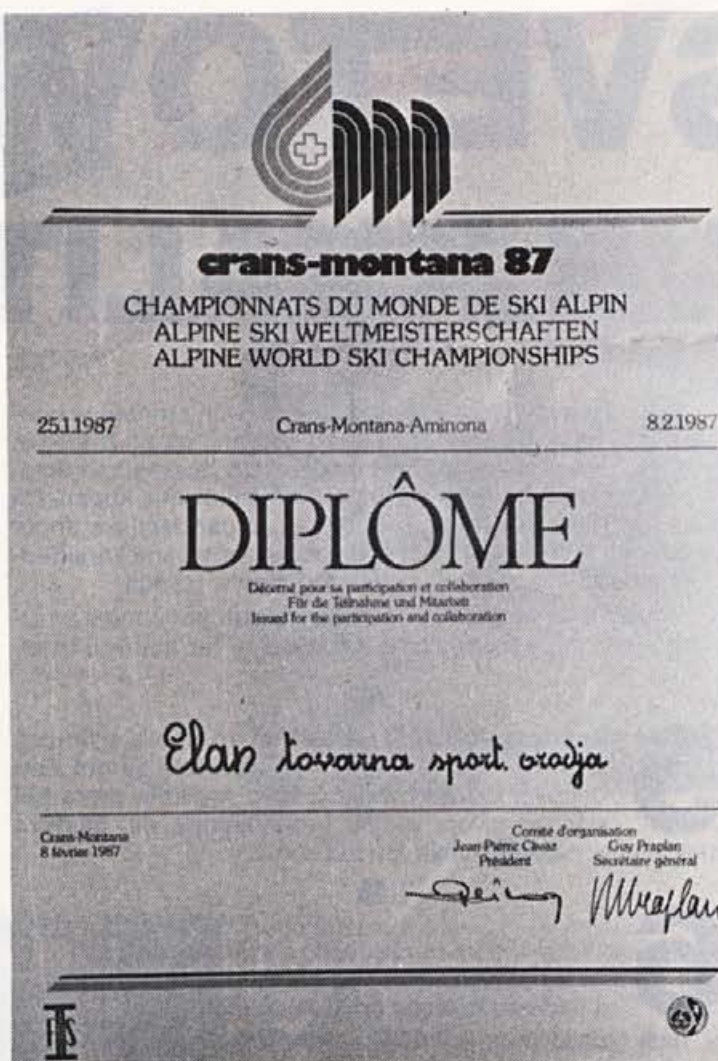 crans-montana 87
CHAMPIONNATS DU MONDE DE SKI ALPIN
ALPINE SKI WELTMEISTERSCHAFTEN
ALPINE WORLD SKI CHAMPIONSHIPS
25.1.1987 Crans-Montana-Aminona 8.2.1987
DIPLÔME
Décerné pour sa participation et collaboration
Für die Teilnahme und Mitarbeit
Issued for the participation and collaboration
Elan tovarna sport. orodja
Crans-Montana
8 février 1987
Comité d'organisation
Jean-Pierre Clivaz Guy Praplan
Président Secrétaire général
FIS